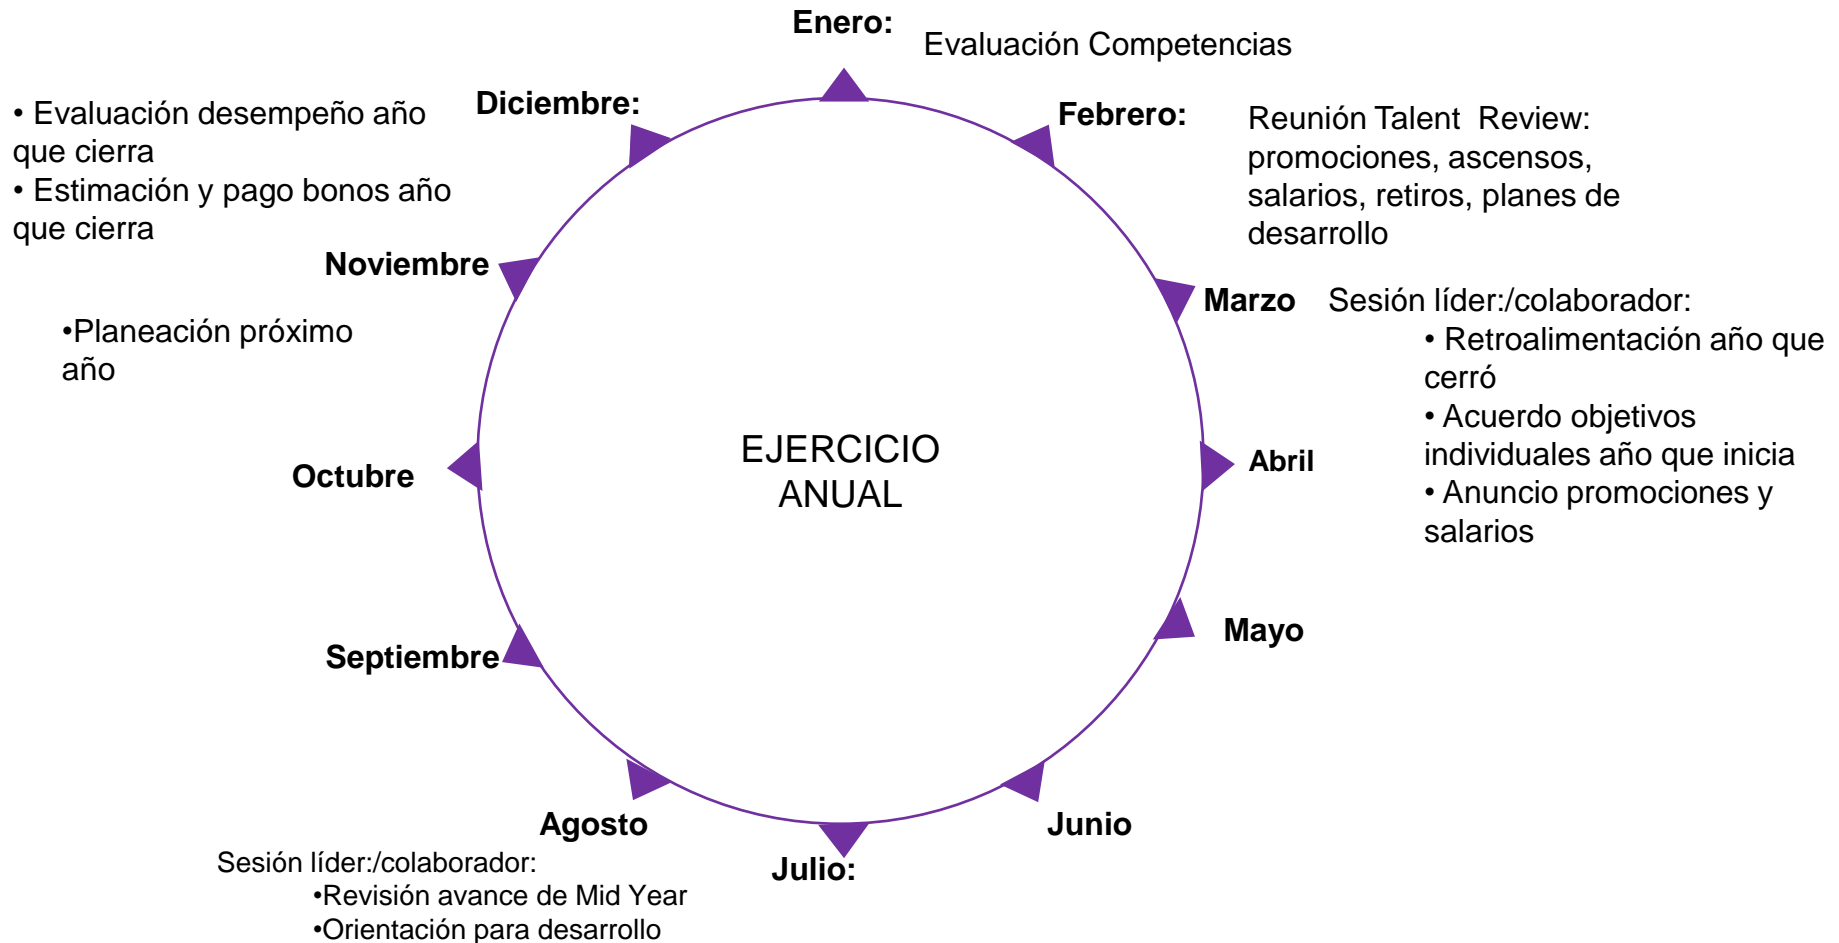 Enero:
Evaluación Competencias
Febrero:
Reunión Talent  Review:
promociones, ascensos,
salarios, retiros, planes de
desarrollo
Marzo
Sesión líder:/colaborador:
• Retroalimentación año que
cerró
• Acuerdo objetivos
individuales año que inicia
• Anuncio promociones y
salarios
Abril
Mayo
Junio
Julio:
Agosto
Sesión líder:/colaborador:
•Revisión avance de Mid Year
•Orientación para desarrollo
Septiembre
Octubre
Noviembre
•Planeación próximo
año
Diciembre:
• Evaluación desempeño año
que cierra
• Estimación y pago bonos año
que cierra
EJERCICIO
ANUAL